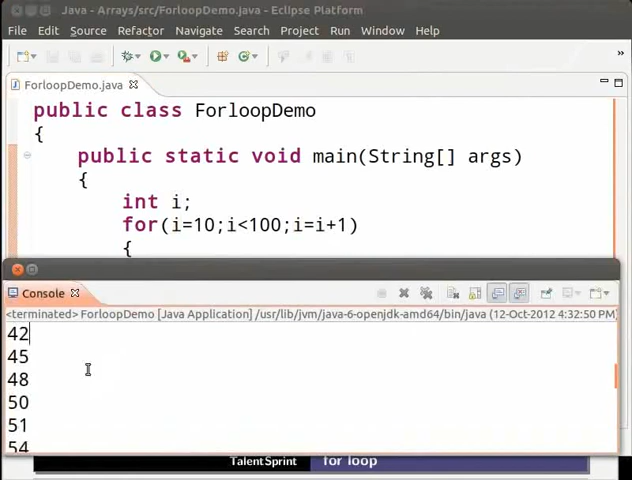 Java - Arrays/src/ForloopDemo.java - Eclipse Platform
File Edit Source Refactor Navigate Search Project Run Window Help
»
ForloopDemo.java
public class ForloopDemo
{
public static void main(String[] args)
{
int i;
for(i=10;i<100;i=i+1)
{
Console
<terminated> ForloopDemo [Java Application] /usr/lib/jvm/java-6-openjdk-amd64/bin/java (12-Oct-2012 4:32:50 PM)
42
45
48
50
51
54
TalentSprint for loop